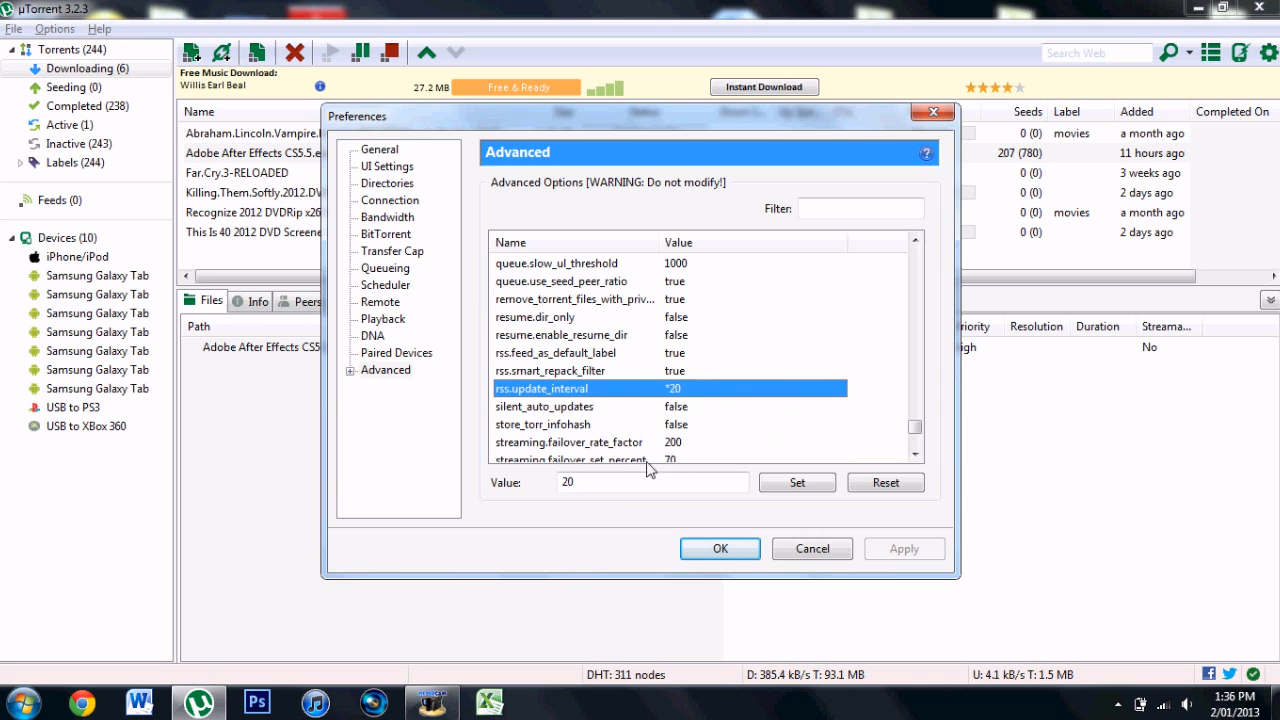 µTorrent 3.2.3
File Options Help
Torrents (244)
Downloading (6)
Seeding (0)
Completed (238)
Active (1)
Inactive (243)
Labels (244)
Feeds (0)
Devices (10)
iPhone/iPod
Samsung Galaxy Tab
Samsung Galaxy Tab
Samsung Galaxy Tab
Samsung Galaxy Tab
Samsung Galaxy Tab
Samsung Galaxy Tab
Samsung Galaxy Tab
USB to PS3
USB to XBox 360
Search Web
Free Music Download:
Willis Earl Beal
27.2 MB Free & Ready Instant Download
Name Seeds Label Added Completed On
Abraham.Lincoln.Vampire. 0 (0) movies a month ago
Adobe After Effects CS5.5.e 207 (780) 11 hours ago
Far.Cry.3-RELOADED 0 (0) 3 weeks ago
Killing.Them.Softly.2012.D 0 (0) 2 days ago
Recognize 2012 DVDRip x26 0 (0) movies a month ago
This Is 40 2012 DVD Screene 0 (0) 2 days ago
Files Info Peers
Path iority Resolution Duration Streama...
Adobe After Effects CS5 igh No
Preferences
General
UI Settings
Directories
Connection
Bandwidth
BitTorrent
Transfer Cap
Queueing
Scheduler
Remote
Playback
DNA
Paired Devices
Advanced
Advanced
Advanced Options [WARNING: Do not modify!]
Filter:
Name Value
queue.slow_ul_threshold 1000
queue.use_seed_peer_ratio true
remove_torrent_files_with_priv... true
resume.dir_only false
resume.enable_resume_dir false
rss.feed_as_default_label true
rss.smart_repack_filter true
rss.update_interval *20
silent_auto_updates false
store_torr_infohash false
streaming.failover_rate_factor 200
streaming.failover_set_percent 70
Value: 20 Set Reset
OK Cancel Apply
DHT: 311 nodes D: 385.4 kB/s T: 93.1 MB U: 4.1 kB/s T: 1.5 MB
1:36 PM
2/01/2013